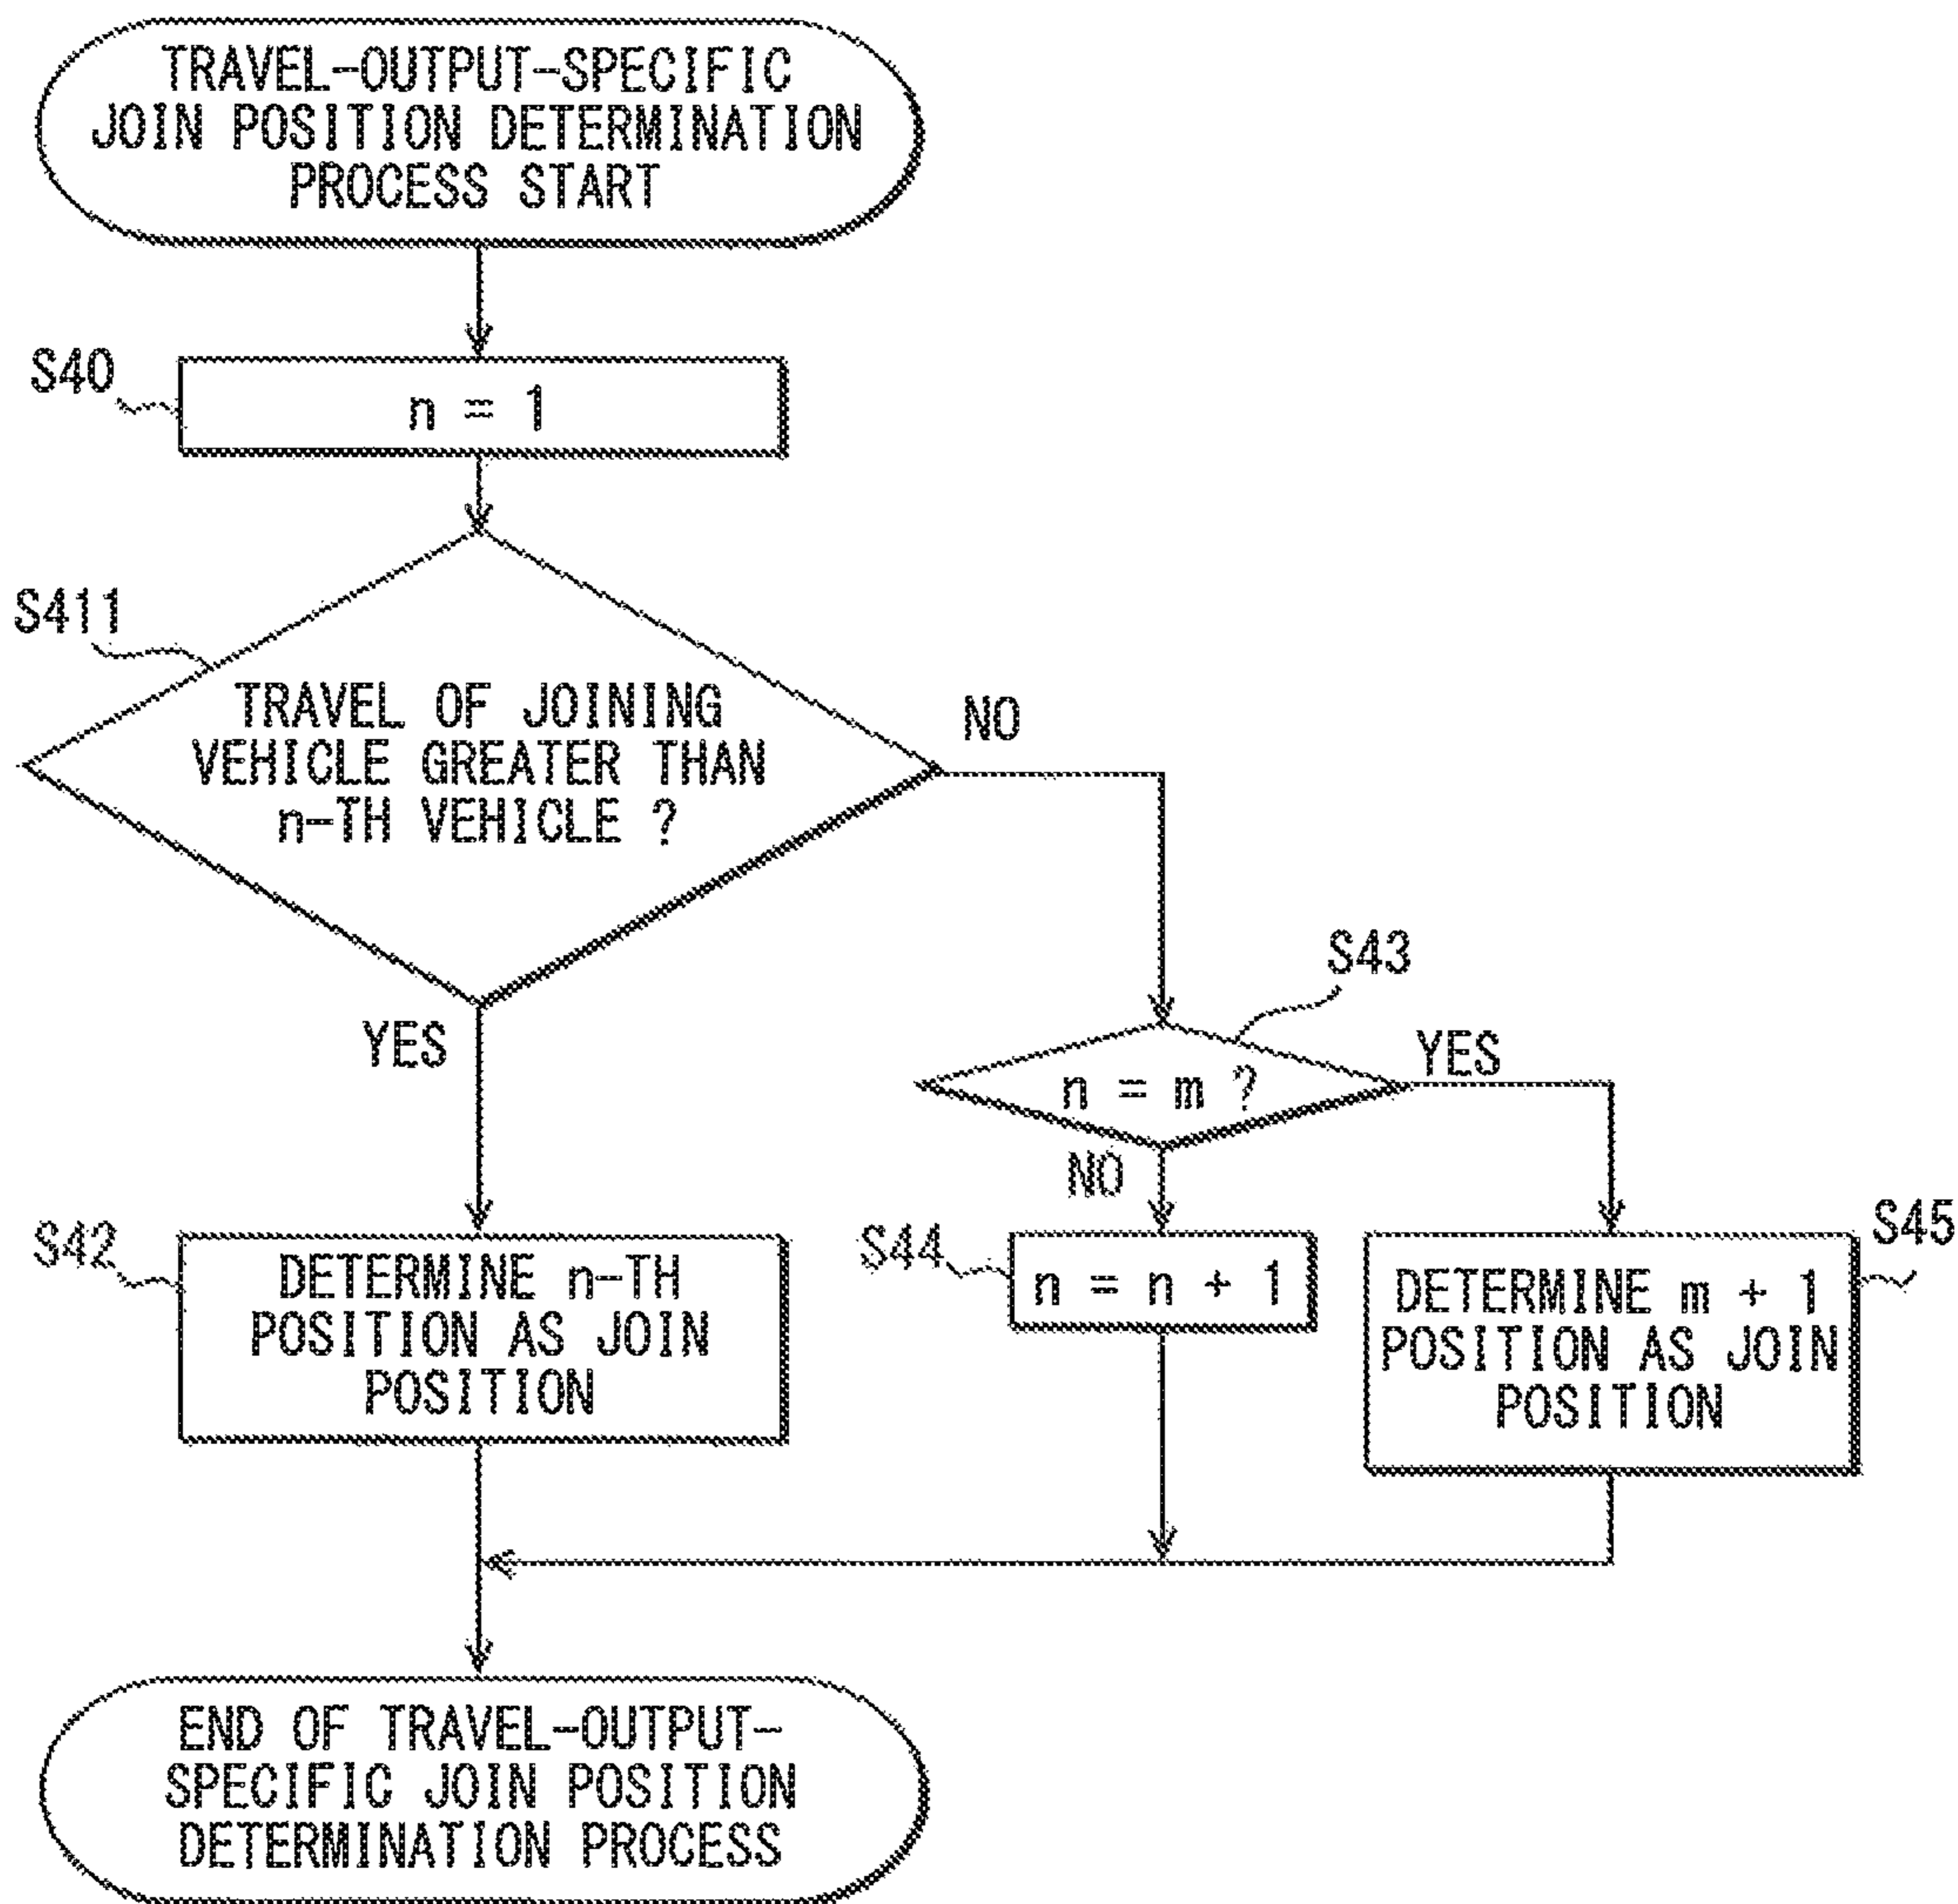 TRAVEL-OUTPUT-SPECIFIC
JOIN POSITION DETERMINATION
PROCESS START
S40
n = 1
S411
TRAVEL OF JOINING
VEHICLE GREATER THAN
n-TH VEHICLE ?
NO
YES
S43
n = m ?
YES
NO
S42
DETERMINE n-TH
POSITION AS JOIN
POSITION
S44
n = n + 1
S45
DETERMINE m + 1
POSITION AS JOIN
POSITION
END OF TRAVEL-OUTPUT-
SPECIFIC JOIN POSITION
DETERMINATION PROCESS